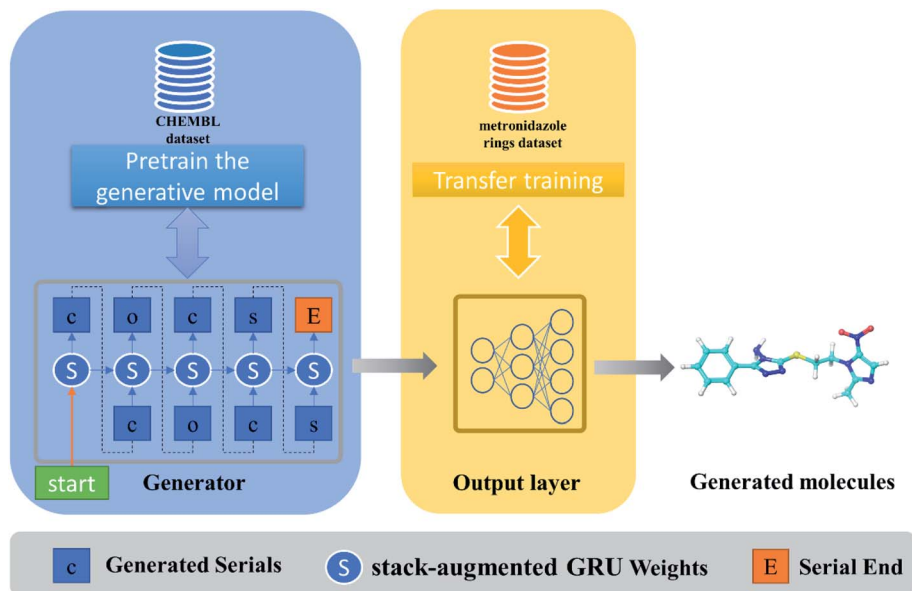 CHEMBL
dataset
Pretrain the
generative model
c
o
c
s
E
S
S
S
S
S
c
o
c
s
start
Generator
metronidazole
rings dataset
Transfer training
Output layer
Generated molecules
c Generated Serials
S stack-augmented GRU Weights
E Serial End